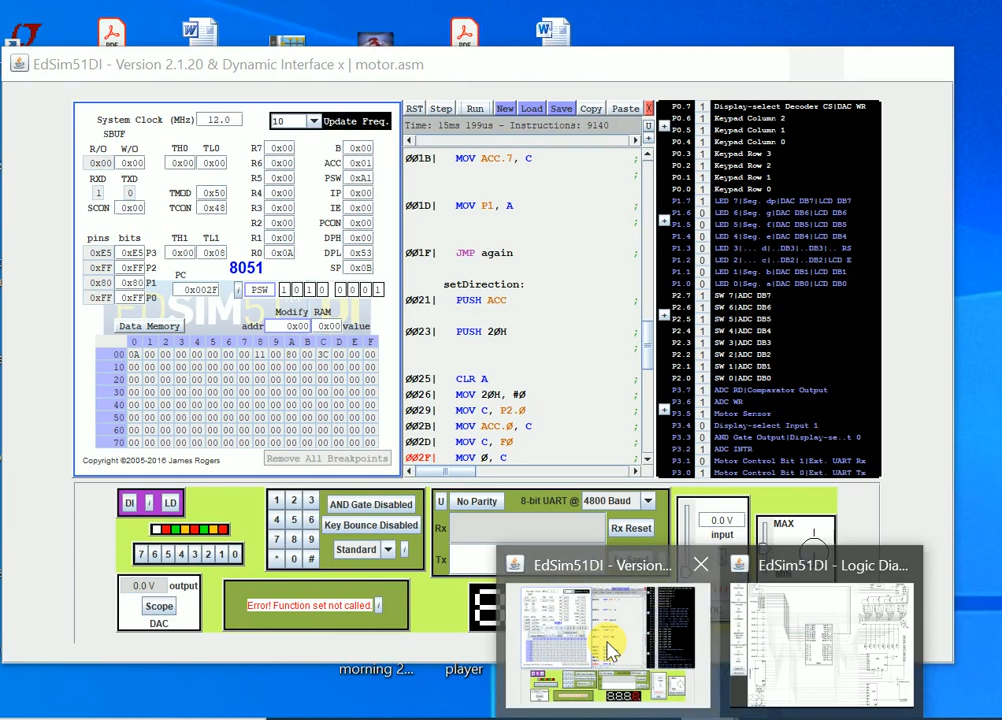 PDF
W
PDF
W
EdSim51DI - Version 2.1.20 & Dynamic Interface x | motor.asm
System Clock (MHz) 12.0
10 Update Freq.
SBUF
R/O W/O TH0 TL0 R7 0x00 B 0x00
0x00 0x00 0x00 0x00 R6 0x00 ACC 0x01
RXD TXD R5 0x00 PSW 0xA1
1 0 TMOD 0x50 R4 0x00 IP 0x00
SCON 0x00 TCON 0x48 R3 0x00 IE 0x00
R2 0x00 PCON 0x00
pins bits TH1 TL1 R1 0x00 DPH 0x00
0xE5 0xE5 P3 0x00 0x08 R0 0x0A DPL 0x53
0xFF 0xFF P2 PC 8051 SP 0x0B
0x80 0x80 P1 0x002F i PSW 1 0 1 0 0 0 0 1
0xFF 0xFF P0
EDSIM51DI
Modify RAM
Data Memory addr 0x00 0x00 value
0 1 2 3 4 5 6 7 8 9 A B C D E F
00 0A 00 00 00 00 00 00 00 11 00 80 00 3C 00 00 00
10 00 00 00 00 00 00 00 00 00 00 00 00 00 00 00 00
20 00 00 00 00 00 00 00 00 00 00 00 00 00 00 00 00
30 00 00 00 00 00 00 00 00 00 00 00 00 00 00 00 00
40 00 00 00 00 00 00 00 00 00 00 00 00 00 00 00 00
50 00 00 00 00 00 00 00 00 00 00 00 00 00 00 00 00
60 00 00 00 00 00 00 00 00 00 00 00 00 00 00 00 00
70 00 00 00 00 00 00 00 00 00 00 00 00 00 00 00 00
Copyright ©2005-2016 James Rogers Remove All Breakpoints
RST Step Run New Load Save Copy Paste X
Time: 15ms 199us - Instructions: 9140 U
001B| MOV ACC.7, C ;
;
001D| MOV P1, A ;
;
001F| JMP again ;
setDirection: ;
0021| PUSH ACC ;
0023| PUSH 20H ;
;
0025| CLR A ;
0026| MOV 20H, #0 ;
0029| MOV C, P2.0 ;
002B| MOV ACC.0, C ;
002D| MOV C, F0 ;
002F| MOV 0, C ;
P0.7 1 Display-select Decoder CS|DAC WR
P0.6 1 Keypad Column 2
P0.5 1 Keypad Column 1
P0.4 1 Keypad Column 0
P0.3 1 Keypad Row 3
P0.2 1 Keypad Row 2
P0.1 1 Keypad Row 1
P0.0 1 Keypad Row 0
P1.7 1 LED 7|Seg. dp|DAC DB7|LCD DB7
P1.6 0 LED 6|Seg. g|DAC DB6|LCD DB6
P1.5 0 LED 5|Seg. f|DAC DB5|LCD DB5
P1.4 0 LED 4|Seg. e|DAC DB4|LCD DB4
P1.3 0 LED 3|... d|..DB3|..DB3|.. RS
P1.2 0 LED 2|... c|..DB2|..DB2|LCD E
P1.1 0 LED 1|Seg. b|DAC DB1|LCD DB1
P1.0 0 LED 0|Seg. a|DAC DB0|LCD DB0
P2.7 1 SW 7|ADC DB7
P2.6 1 SW 6|ADC DB6
P2.5 1 SW 5|ADC DB5
P2.4 1 SW 4|ADC DB4
P2.3 1 SW 3|ADC DB3
P2.2 1 SW 2|ADC DB2
P2.1 1 SW 1|ADC DB1
P2.0 1 SW 0|ADC DB0
P3.7 1 ADC RD|Comparator Output
P3.6 1 ADC WR
P3.5 1 Motor Sensor
P3.4 0 Display-select Input 1
P3.3 0 AND Gate Output|Display-se..t 0
P3.2 1 ADC INTR
P3.1 0 Motor Control Bit 1|Ext. UART Rx
P3.0 1 Motor Control Bit 0|Ext. UART Tx
DI i LD
7 6 5 4 3 2 1 0
0.0 V output
Scope
DAC
1 2 3
4 5 6
7 8 9
* 0 #
AND Gate Disabled
Key Bounce Disabled
Standard i
Error! Function set not called. i
U No Parity 8-bit UART @ 4800 Baud
Rx Rx Reset
Tx
0.0 V
input
MAX
EdSim51DI - Version...
EdSim51DI - Logic Dia...
morning 2...
player